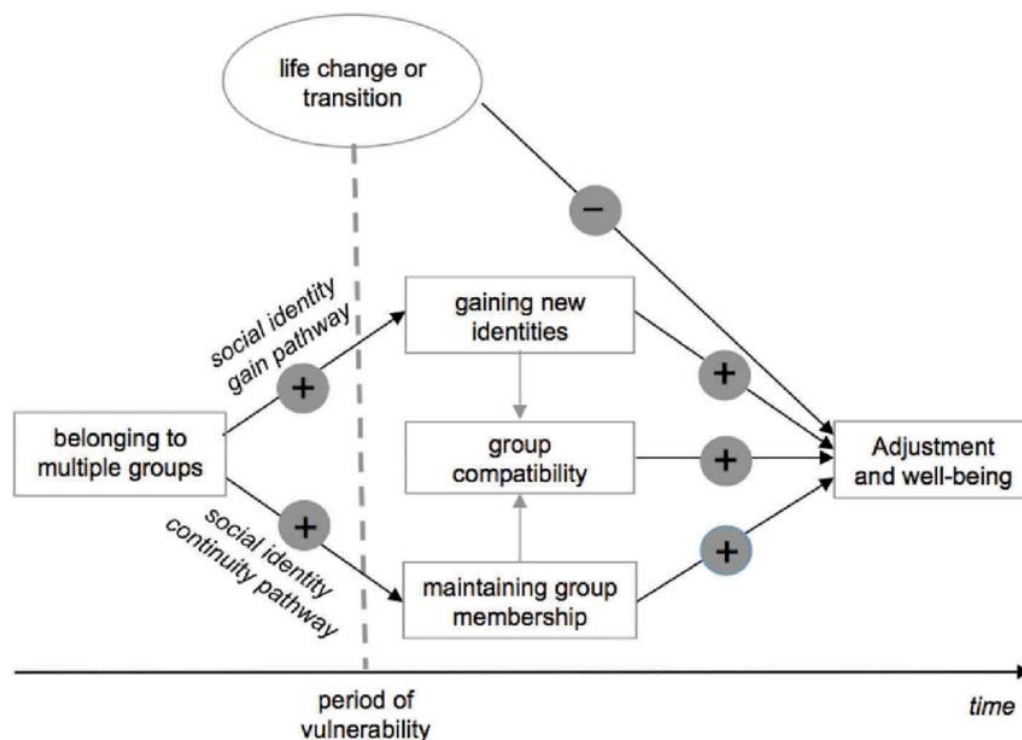 life change or
transition
−
social identity
gain pathway
+
gaining new
identities
+
belonging to
multiple groups
group
compatibility
+
Adjustment
and well-being
+
social identity
continuity pathway
maintaining group
membership
+
period of
vulnerability
time